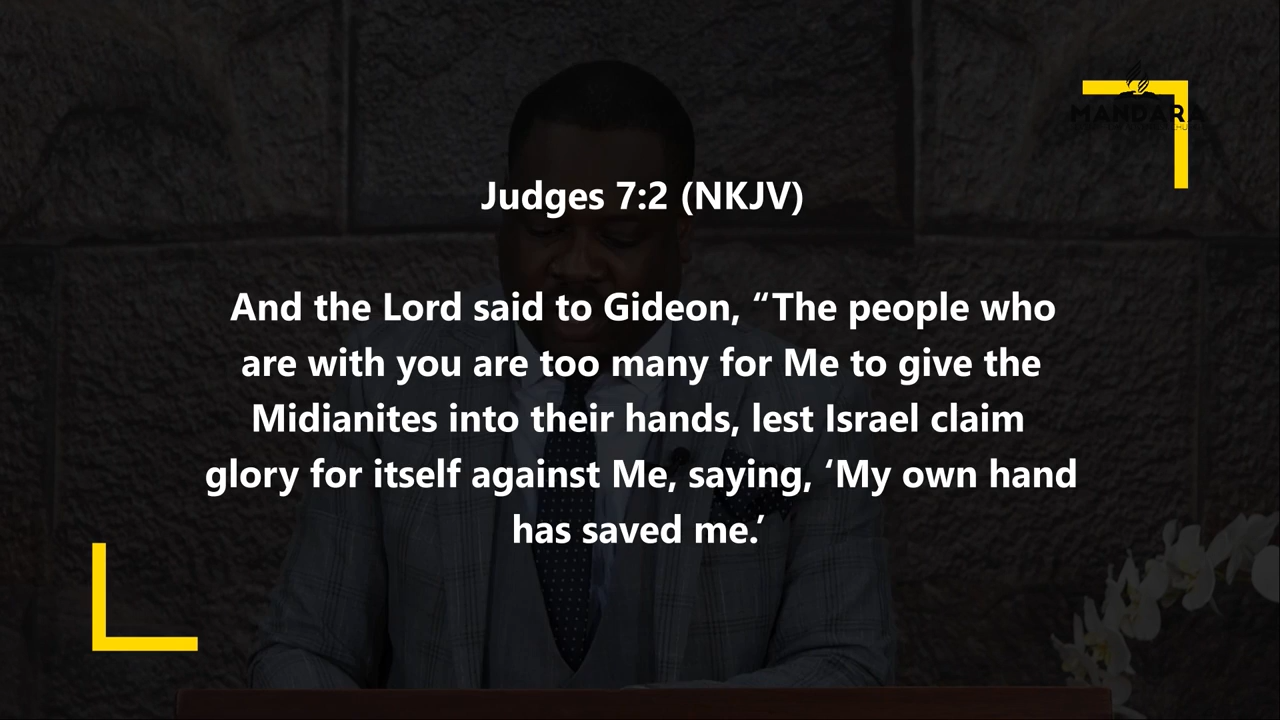 MANDARA
Judges 7:2 (NKJV)
And the Lord said to Gideon, “The people who
are with you are too many for Me to give the
Midianites into their hands, lest Israel claim
glory for itself against Me, saying, ‘My own hand
has saved me.’